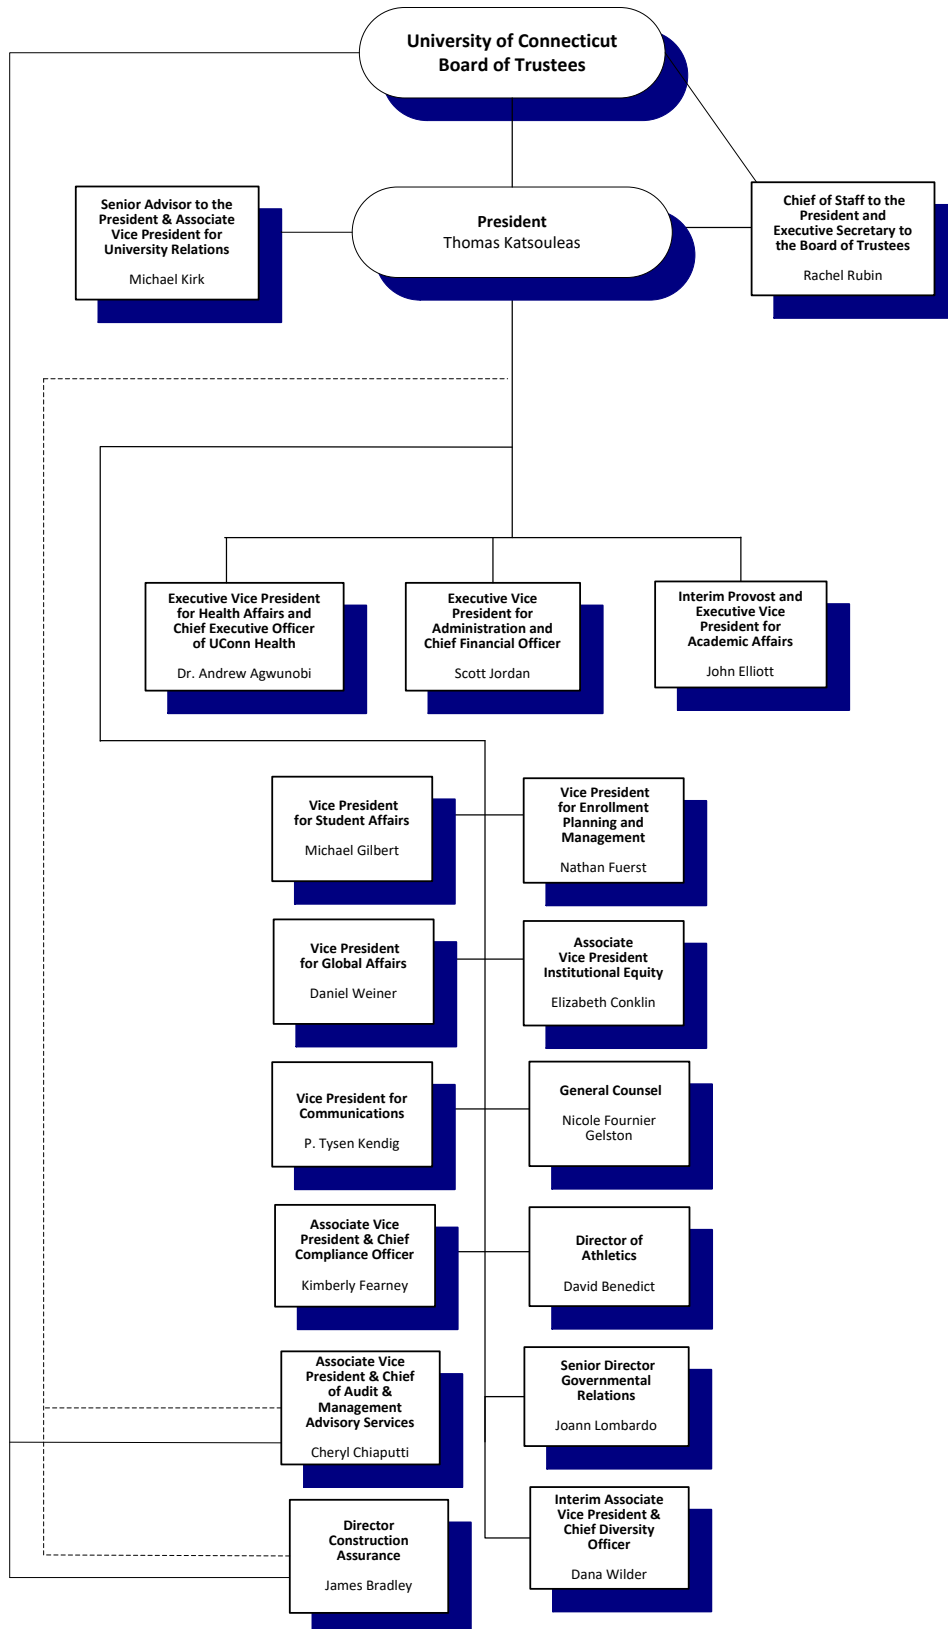 University of Connecticut
Board of Trustees
Senior Advisor to the
President & Associate
Vice President for
University Relations
Michael Kirk
President
Thomas Katsouleas
Chief of Staff to the
President and
Executive Secretary to
the Board of Trustees
Rachel Rubin
Executive Vice President
for Health Affairs and
Chief Executive Officer
of UConn Health
Dr. Andrew Agwunobi
Executive Vice
President for
Administration and
Chief Financial Officer
Scott Jordan
Interim Provost and
Executive Vice
President for
Academic Affairs
John Elliott
Vice President
for Student Affairs
Michael Gilbert
Vice President
for Enrollment
Planning and
Management
Nathan Fuerst
Vice President
for Global Affairs
Daniel Weiner
Associate
Vice President
Institutional Equity
Elizabeth Conklin
Vice President for
Communications
P. Tysen Kendig
General Counsel
Nicole Fournier
Gelston
Associate Vice
President & Chief
Compliance Officer
Kimberly Fearney
Director of
Athletics
David Benedict
Associate Vice
President & Chief
of Audit &
Management
Advisory Services
Cheryl Chiaputti
Senior Director
Governmental
Relations
Joann Lombardo
Director
Construction
Assurance
James Bradley
Interim Associate
Vice President &
Chief Diversity
Officer
Dana Wilder